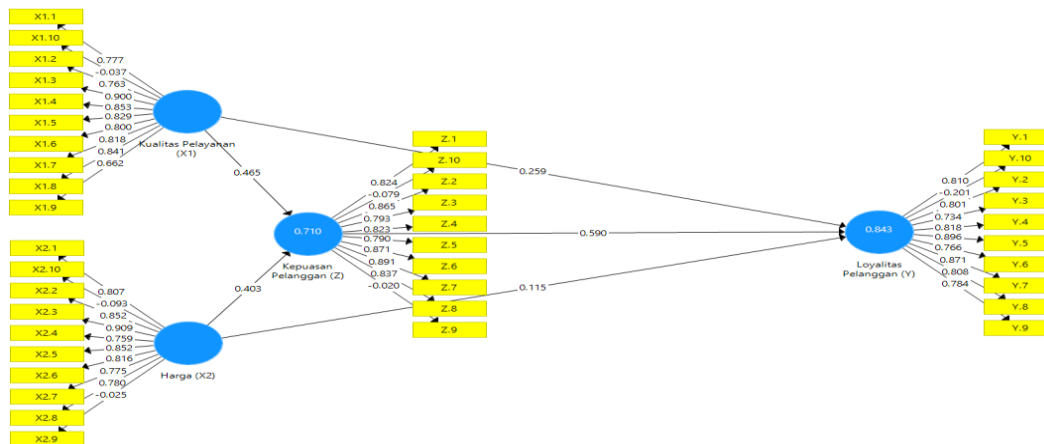 X1.1
X1.10
X1.2
X1.3
X1.4
X1.5
X1.6
X1.7
X1.8
X1.9
0.777
-0.037
0.763
0.900
0.853
0.829
0.800
0.818
0.841
0.662
Kualitas Pelayanan
(X1)
0.465
X2.1
X2.10
X2.2
X2.3
X2.4
X2.5
X2.6
X2.7
X2.8
X2.9
0.807
-0.093
0.852
0.909
0.759
0.852
0.816
0.775
0.780
-0.025
Harga (X2)
0.403
0.710
Kepuasan
Pelanggan (Z)
0.824
-0.079
0.865
0.793
0.823
0.790
0.871
0.891
0.837
-0.020
Z.1
Z.10
Z.2
Z.3
Z.4
Z.5
Z.6
Z.7
Z.8
Z.9
0.259
0.590
0.115
0.843
Loyalitas
Pelanggan (Y)
0.810
-0.201
0.801
0.734
0.818
0.896
0.766
0.871
0.808
0.784
Y.1
Y.10
Y.2
Y.3
Y.4
Y.5
Y.6
Y.7
Y.8
Y.9